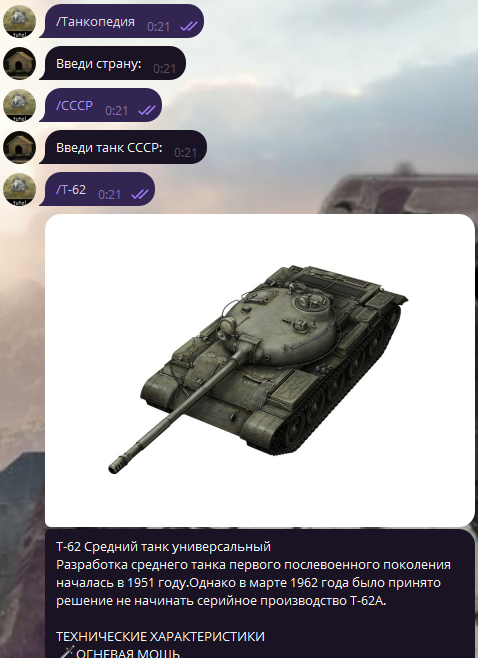 /Танкопедия 0:21
Введи страну: 0:21
/СССР 0:21
Введи танк СССР: 0:21
/Т-62 0:21
Т-62 Средний танк универсальный
Разработка среднего танка первого послевоенного поколения
началась в 1951 году.Однако в марте 1962 года было принято
решение не начинать серийное производство Т-62А.
ТЕХНИЧЕСКИЕ ХАРАКТЕРИСТИКИ
🗡ОГНЕВАЯ МОЩЬ